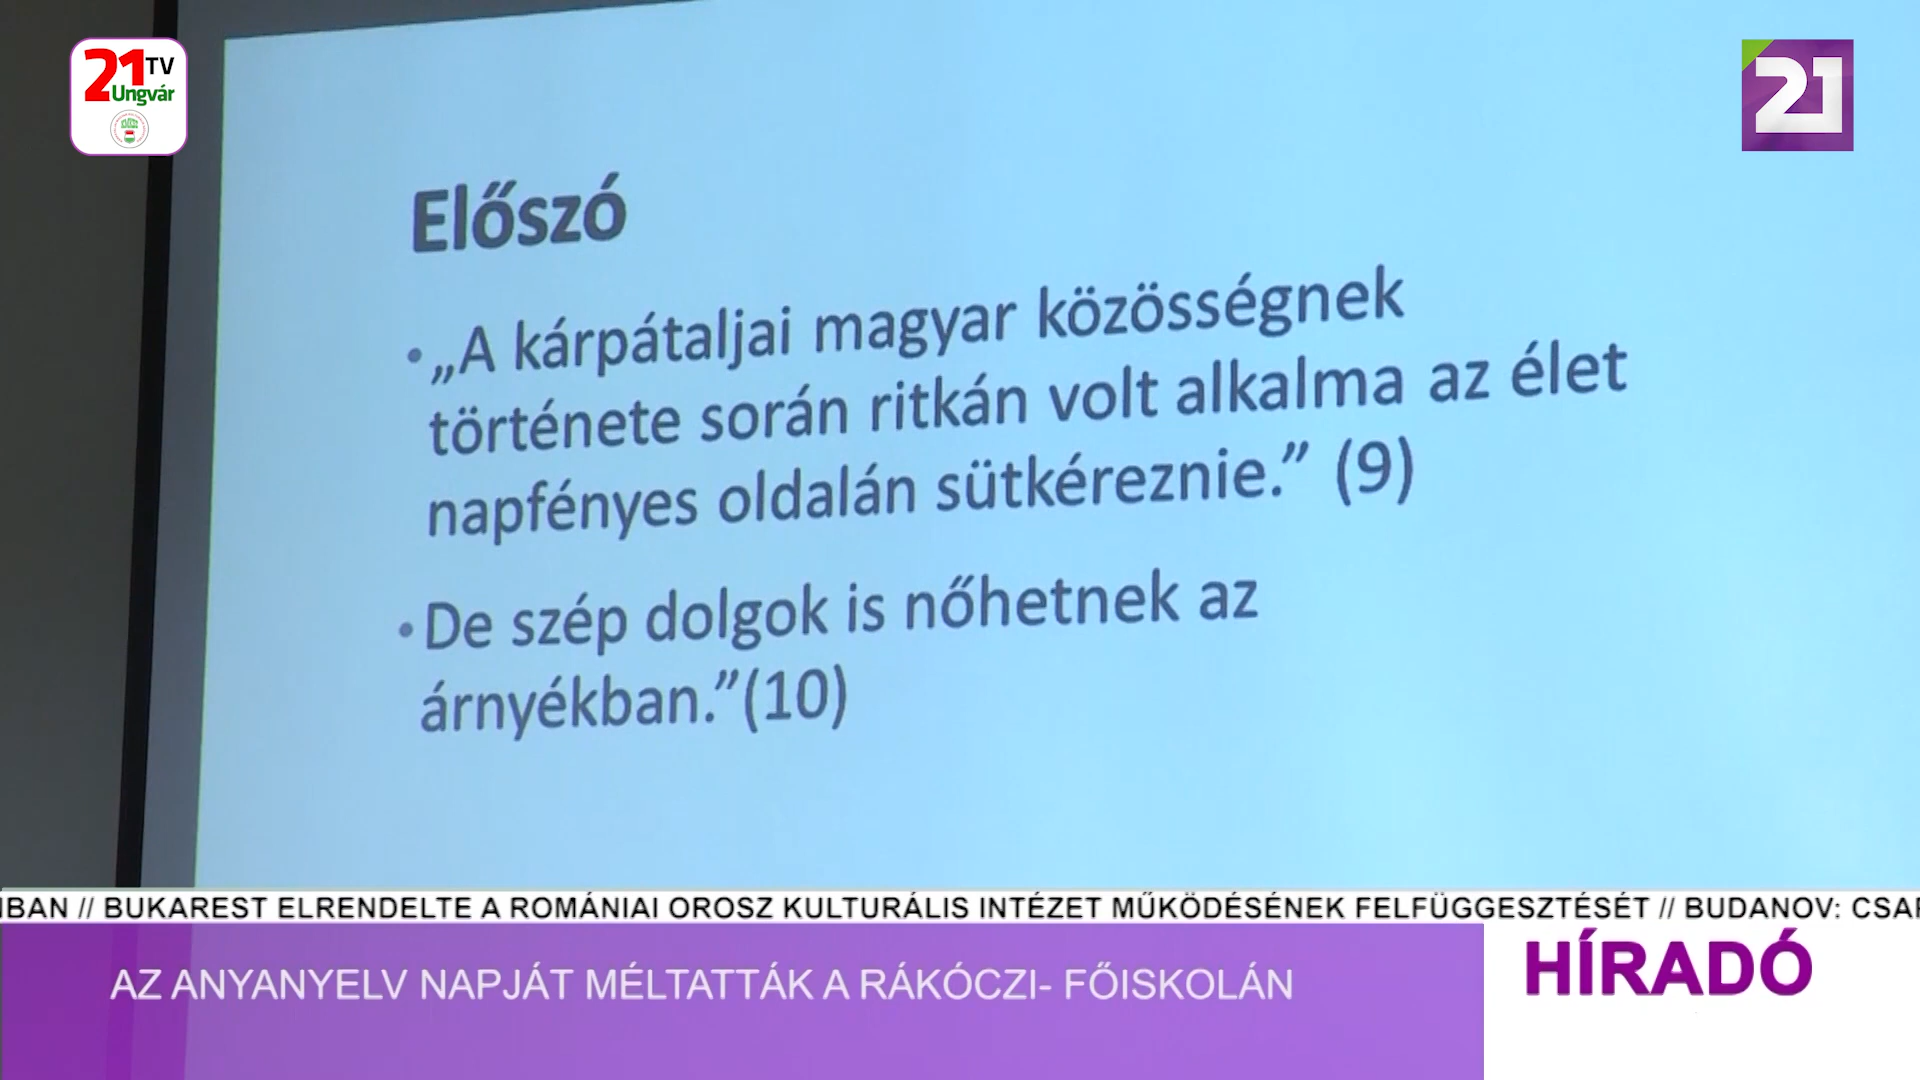 21 TV
Ungvár
21
Előszó
• „A kárpátaljai magyar közösségnek
története során ritkán volt alkalma az élet
napfényes oldalán sütkéreznie.” (9)
• De szép dolgok is nőhetnek az
árnyékban.”(10)
// BUKAREST ELRENDELTE A ROMÁNIAI OROSZ KULTURÁLIS INTÉZET MŰKÖDÉSÉNEK FELFÜGGESZTÉSÉT // BUDANOV:
AZ ANYANYELV NAPJÁT MÉLTATTÁK A RÁKÓCZI- FŐISKOLÁN
HÍRADÓ